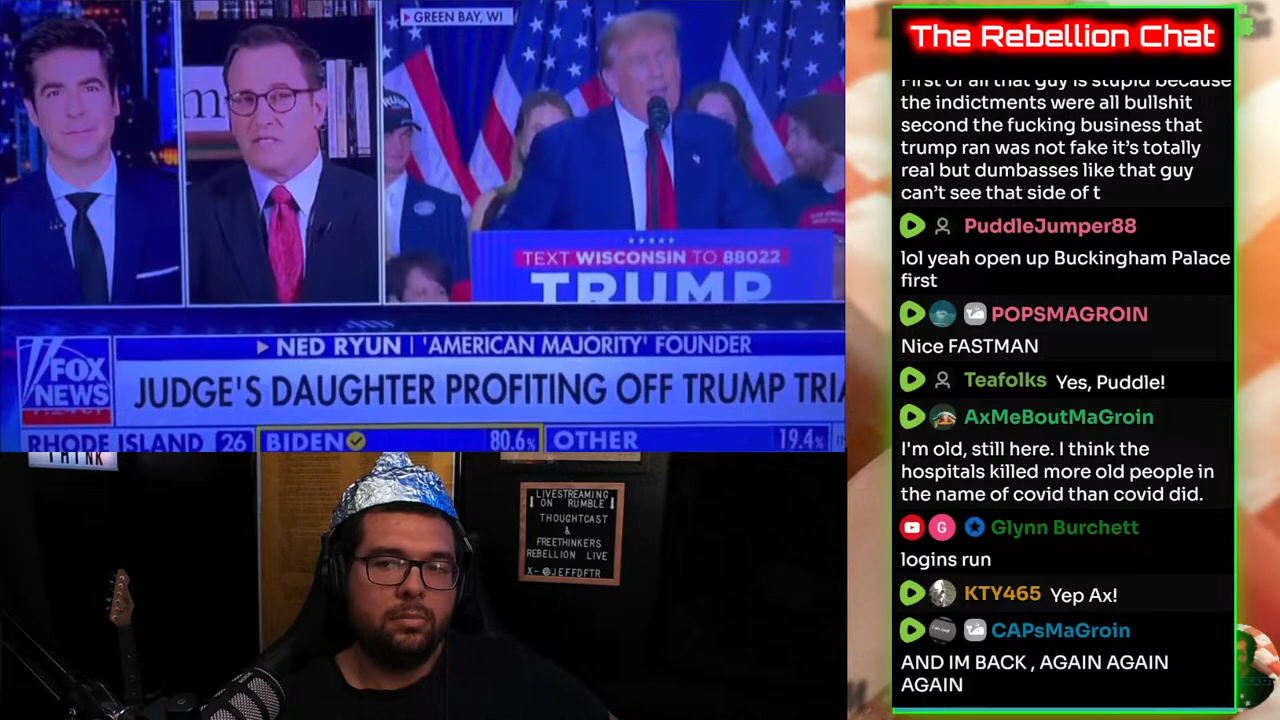 GREEN BAY, WI
TRUMP
TEXT WISCONSIN TO 88022
TRUMP
FOX
NEWS
NED RYUN | 'AMERICAN MAJORITY' FOUNDER
JUDGE'S DAUGHTER PROFITING OFF TRUMP TRIA
RHODE ISLAND 26 BIDEN 80.6% OTHER 19.4%
THINK
LIVESTREAMING
ON RUMBLE
THOUGHTCAST
&
FREETHINKERS
REBELLION LIVE
X-@JEFFDFTR
The Rebellion Chat
First of all that guy is stupid because
the indictments were all bullshit
second the fucking business that
trump ran was not fake it’s totally
real but dumbasses like that guy
can’t see that side of t
PuddleJumper88
lol yeah open up Buckingham Palace
first
POPSMAGROIN
Nice FASTMAN
Teafolks Yes, Puddle!
AxMeBoutMaGroin
I'm old, still here. I think the
hospitals killed more old people in
the name of covid than covid did.
G Glynn Burchett
logins run
KTY465 Yep Ax!
CAPsMaGroin
AND IM BACK , AGAIN AGAIN
AGAIN